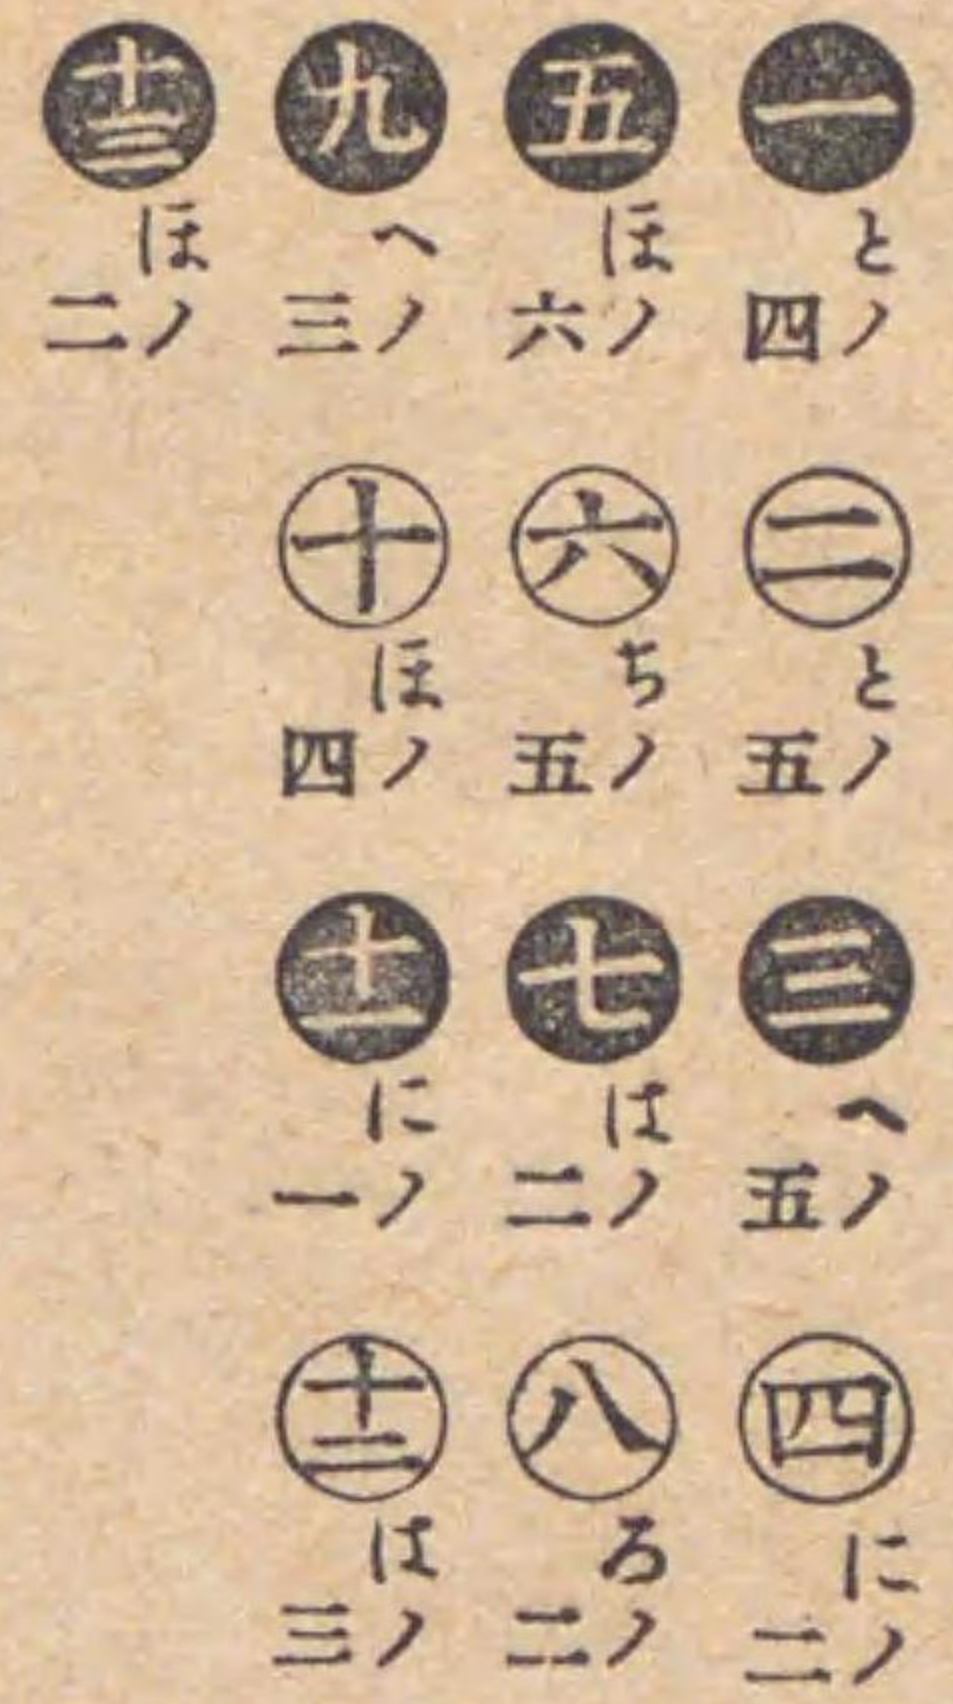 一 とノ四 二 とノ五 三 へノ五 四 にノ二
五 ほノ六 六 ちノ五 七 はノ二 八 ろノ二
九 へノ三 十 ほノ四 十一 にノ一 十二 はノ三
十三 ほノ二